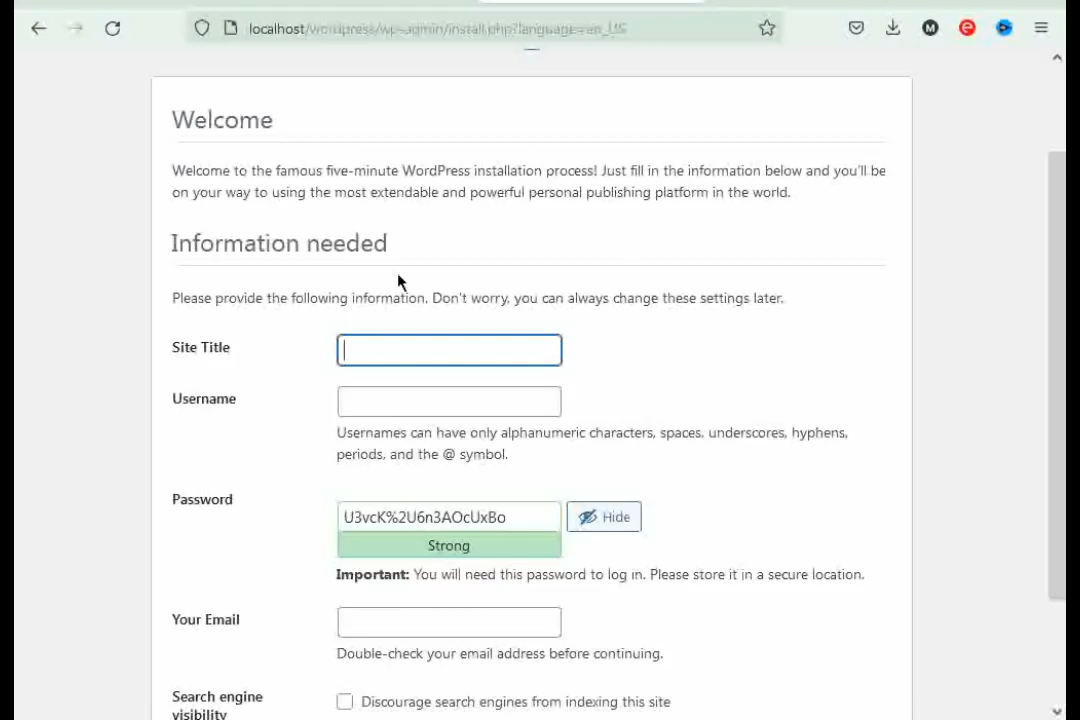 localhost/wordpress/wp-admin/install.php?language=en_US
Welcome
Welcome to the famous five-minute WordPress installation process! Just fill in the information below and you'll be
on your way to using the most extendable and powerful personal publishing platform in the world.
Information needed
Please provide the following information. Don't worry, you can always change these settings later.
Site Title
Username
Usernames can have only alphanumeric characters, spaces, underscores, hyphens,
periods, and the @ symbol.
Password
U3vcK%2U6n3AOcUxBo
Hide
Strong
Important: You will need this password to log in. Please store it in a secure location.
Your Email
Double-check your email address before continuing.
Search engine
visibility
Discourage search engines from indexing this site